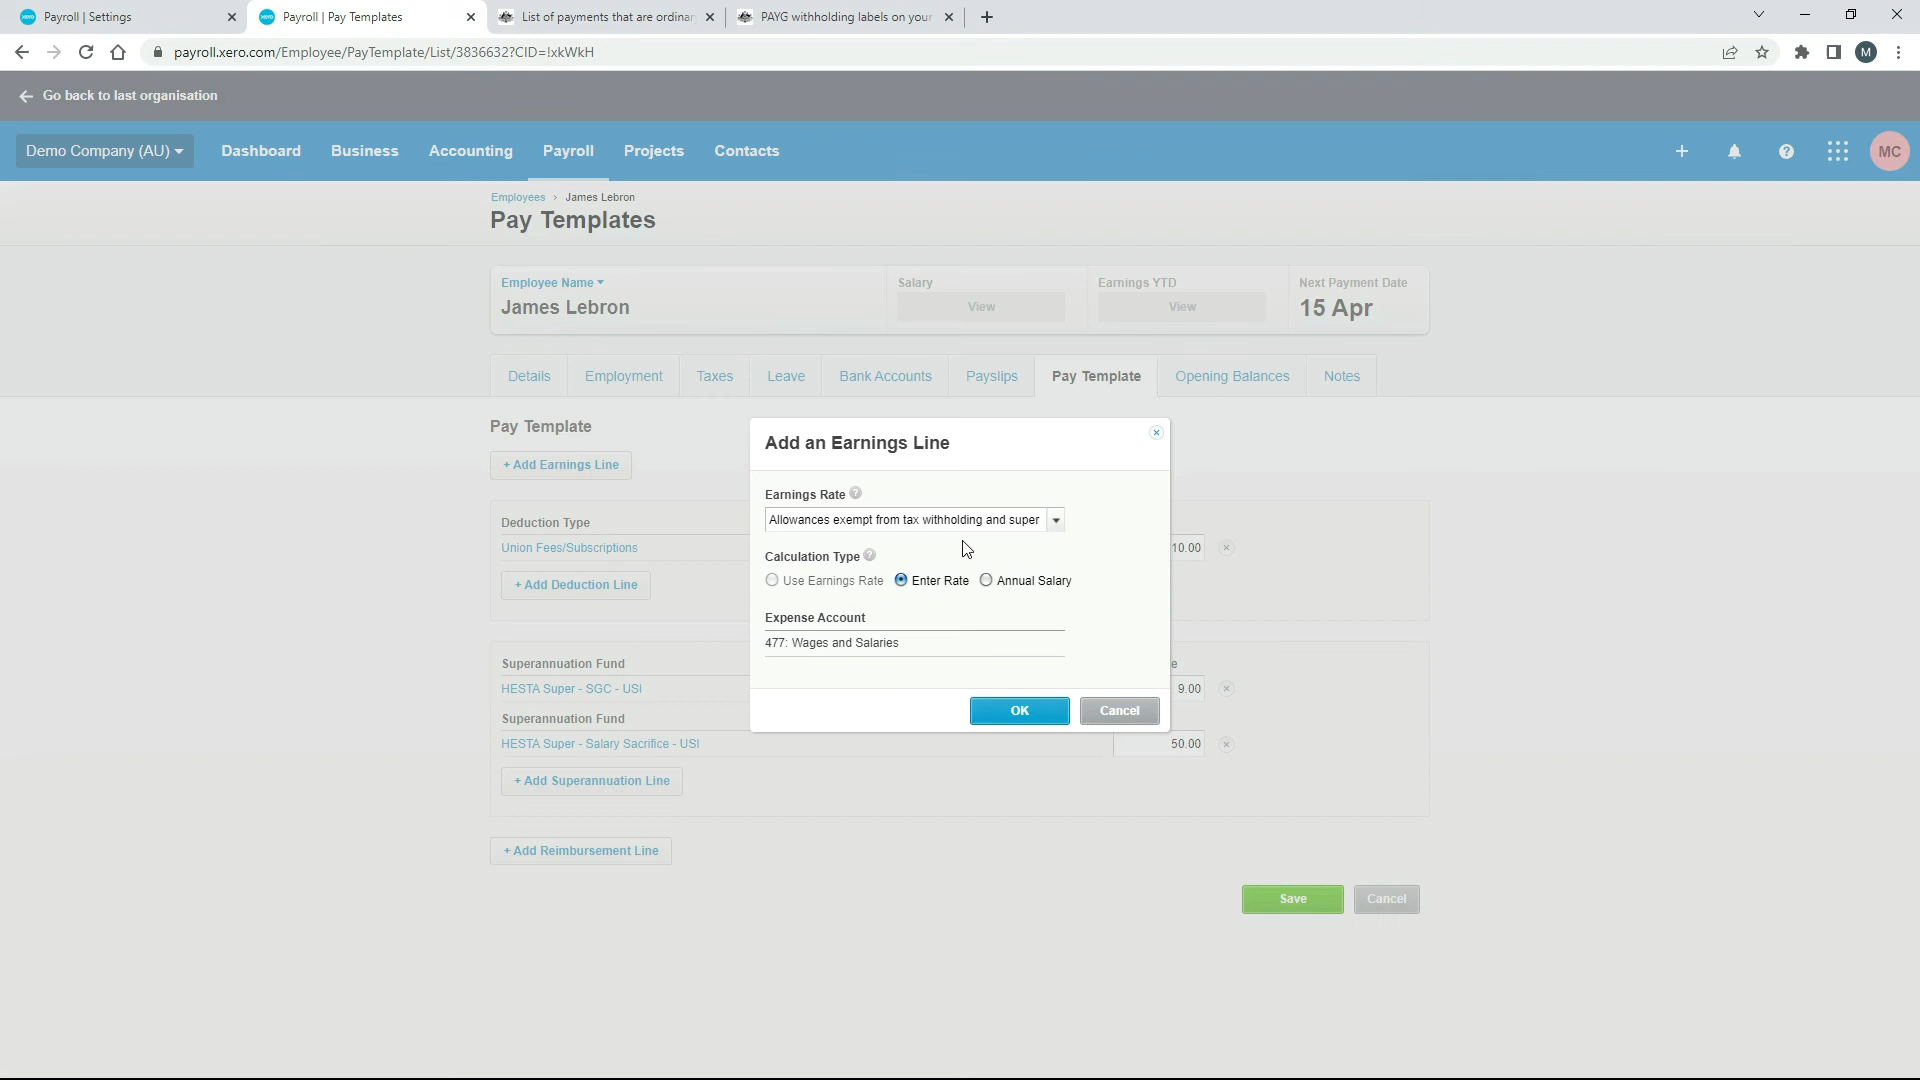 Payroll | Settings
Payroll | Pay Templates
List of payments that are ordinar
PAYG withholding labels on your
payroll.xero.com/Employee/PayTemplate/List/3836632?CID=!xkWkH
M
Go back to last organisation
Demo Company (AU)
Dashboard
Business
Accounting
Payroll
Projects
Contacts
MC
Employees › James Lebron
Pay Templates
Employee Name
James Lebron
Salary
View
Earnings YTD
View
Next Payment Date
15 Apr
Details
Employment
Taxes
Leave
Bank Accounts
Payslips
Pay Template
Opening Balances
Notes
Pay Template
+ Add Earnings Line
Deduction Type
Union Fees/Subscriptions
10.00
+ Add Deduction Line
Superannuation Fund
e
HESTA Super - SGC - USI
9.00
Superannuation Fund
HESTA Super - Salary Sacrifice - USI
50.00
+ Add Superannuation Line
+ Add Reimbursement Line
Save
Cancel
Add an Earnings Line
Earnings Rate
Allowances exempt from tax withholding and super
Calculation Type
Use Earnings Rate
Enter Rate
Annual Salary
Expense Account
477: Wages and Salaries
OK
Cancel